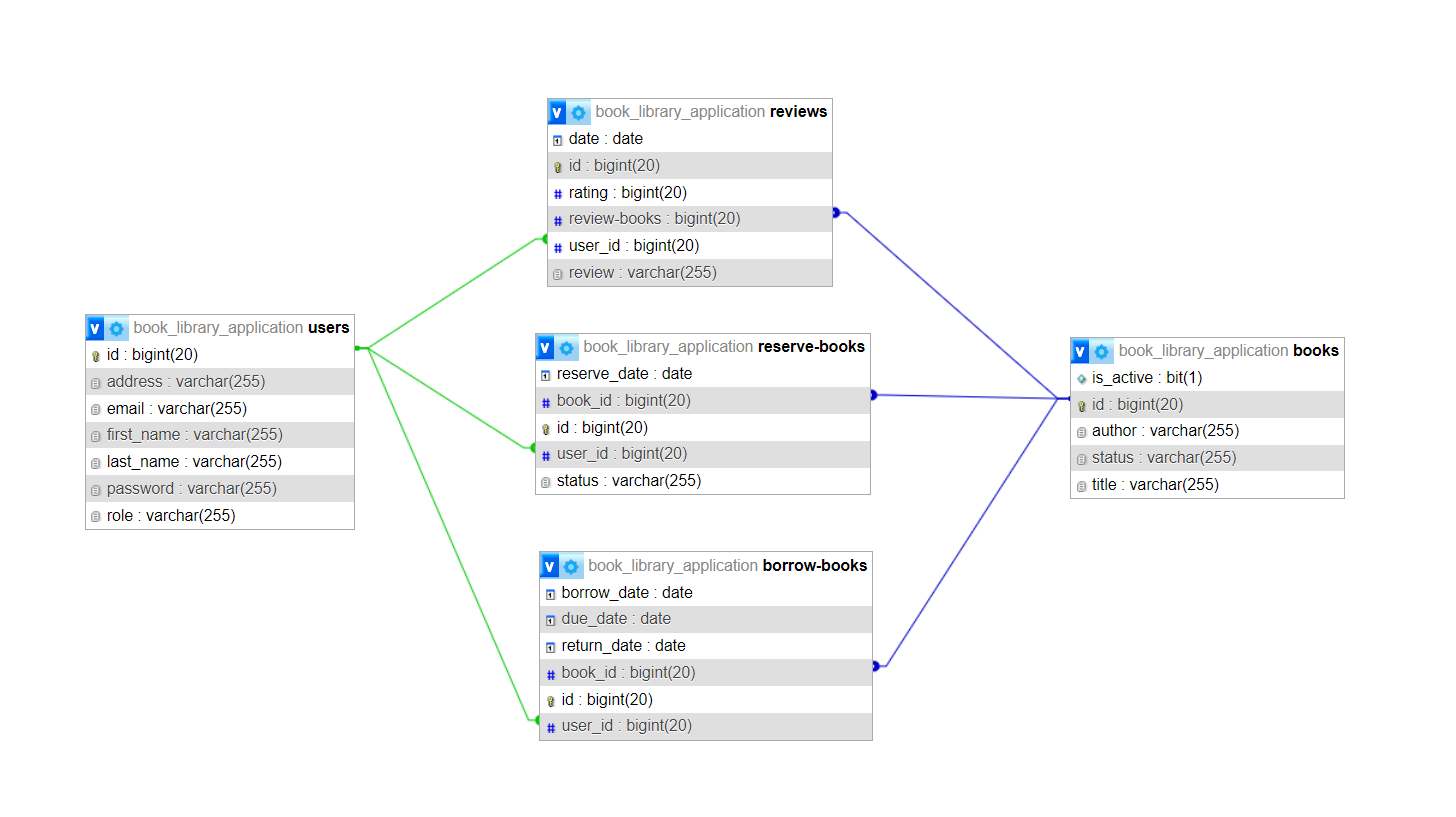 book_library_application reviews
date : date
id : bigint(20)
rating : bigint(20)
review-books : bigint(20)
user_id : bigint(20)
review : varchar(255)
book_library_application users
id : bigint(20)
address : varchar(255)
email : varchar(255)
first_name : varchar(255)
last_name : varchar(255)
password : varchar(255)
role : varchar(255)
book_library_application reserve-books
reserve_date : date
book_id : bigint(20)
id : bigint(20)
user_id : bigint(20)
status : varchar(255)
book_library_application books
is_active : bit(1)
id : bigint(20)
author : varchar(255)
status : varchar(255)
title : varchar(255)
book_library_application borrow-books
borrow_date : date
due_date : date
return_date : date
book_id : bigint(20)
id : bigint(20)
user_id : bigint(20)